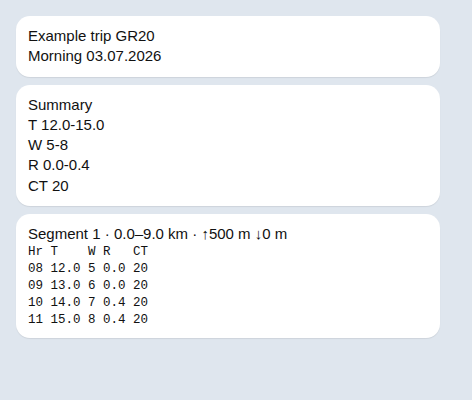 Example trip GR20
Morning 03.07.2026
Summary
T 12.0-15.0
W 5-8
R 0.0-0.4
CT 20
Segment 1 · 0.0–9.0 km · ↑500 m ↓0 m
Hr T    W R   CT
08 12.0 5 0.0 20
09 13.0 6 0.0 20
10 14.0 7 0.4 20
11 15.0 8 0.4 20